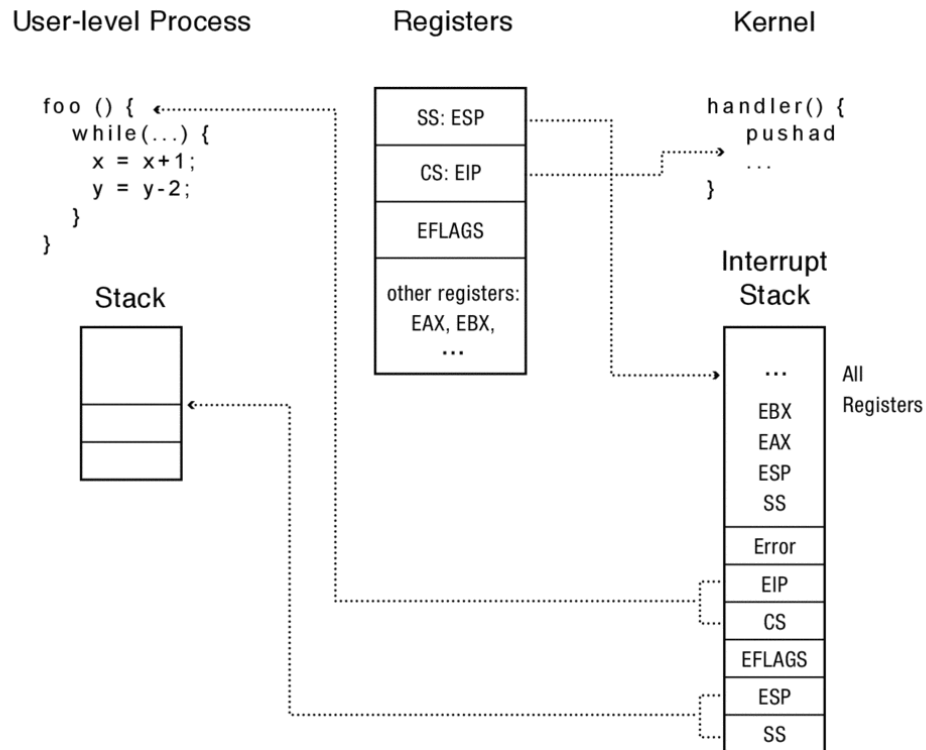 User-level Process
foo () {
while(...) {
x = x+1;
y = y-2;
}
}
Stack
Registers
SS: ESP
CS: EIP
EFLAGS
other registers:
EAX, EBX,
...
Kernel
handler() {
pushad
...
}
Interrupt
Stack
...
EBX
EAX
ESP
SS
All
Registers
Error
EIP
CS
EFLAGS
ESP
SS